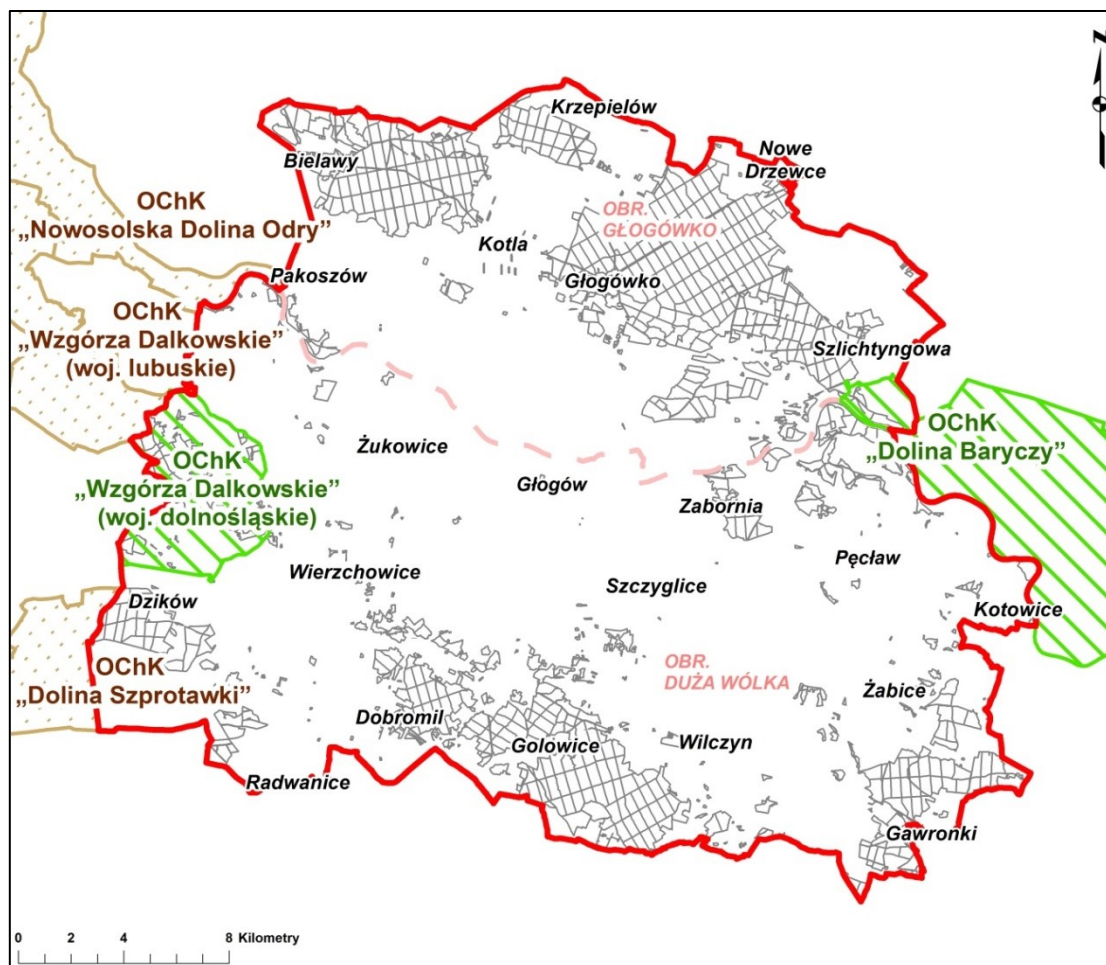 Krzepielów
Nowe
Drzewce
Bielawy
OChK
„Nowosolska Dolina Odry”
OBR.
GŁOGÓWKO
Kotla
Pakoszów
Głogówko
OChK
„Wzgórza Dalkowskie”
(woj. lubuskie)
Szlichtyngowa
OChK
„Dolina Baryczy”
Żukowice
OChK
„Wzgórza Dalkowskie”
(woj. dolnośląskie)
Głogów
Zabornia
Pęcław
Wierzchowice
Szczyglice
Dzików
Kotowice
OChK
„Dolina Szprotawki”
OBR.
DUŻA WÓLKA
Żabice
Dobromil
Golowice
Wilczyn
Radwanice
Gawronki
0 2 4 8 Kilometry